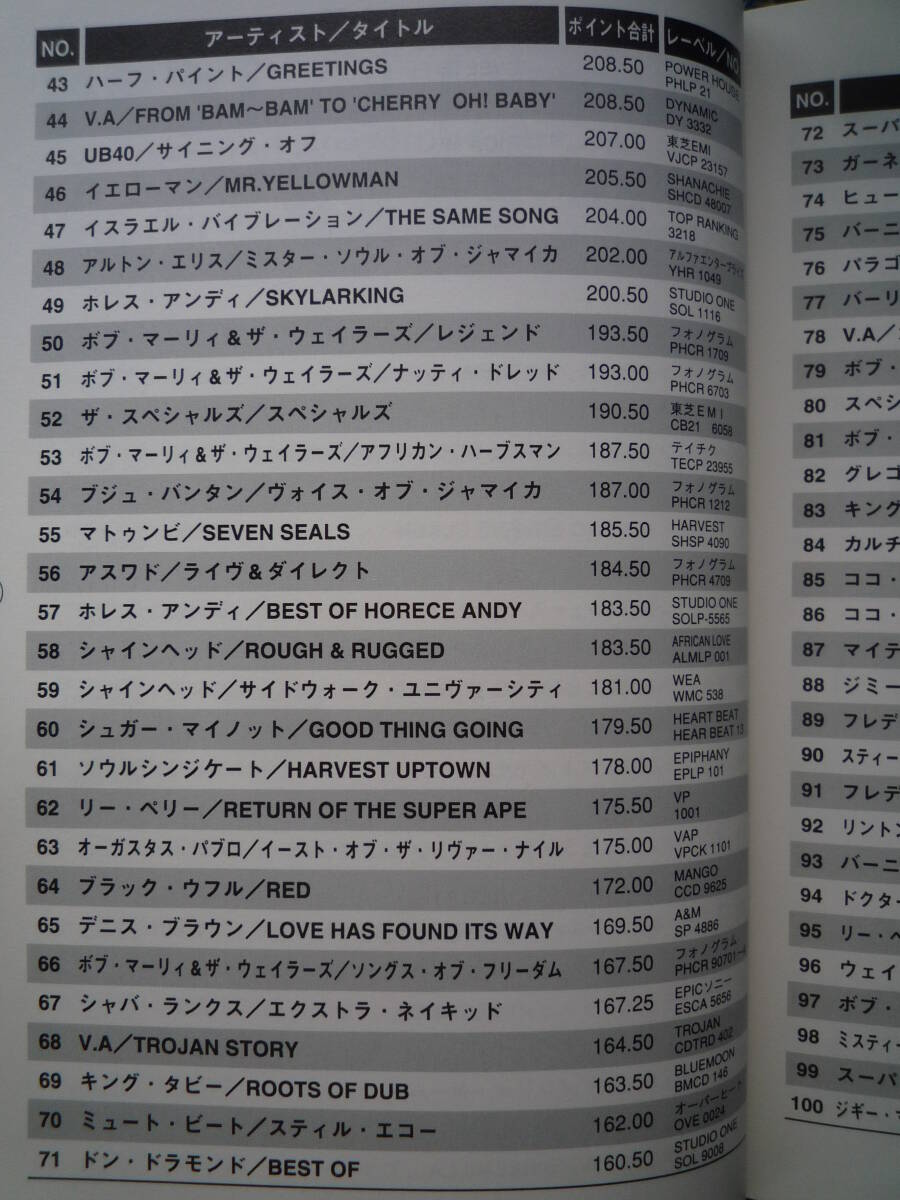 NO. アーティスト／タイトル ポイント合計 レーベル／NO
43 ハーフ・パイント／GREETINGS 208.50 POWER HOUSE
PHLP 21
44 V.A／FROM 'BAM〜BAM' TO 'CHERRY OH! BABY' 208.50 DYNAMIC
DY 3332
45 UB40／サイニング・オフ 207.00 東芝EMI
VJCP 23157
46 イエローマン／MR.YELLOWMAN 205.50 SHANACHIE
SHCD 48007
47 イスラエル・バイブレーション／THE SAME SONG 204.00 TOP RANKING
3218
48 アルトン・エリス／ミスター・ソウル・オブ・ジャマイカ 202.00 アルファエンタープライズ
YHR 1049
49 ホレス・アンディ／SKYLARKING 200.50 STUDIO ONE
SOL 1116
50 ボブ・マーリィ＆ザ・ウェイラーズ／レジェンド 193.50 フォノグラム
PHCR 1709
51 ボブ・マーリィ＆ザ・ウェイラーズ／ナッティ・ドレッド 193.00 フォノグラム
PHCR 6703
52 ザ・スペシャルズ／スペシャルズ 190.50 東芝EMI
CB21 6058
53 ボブ・マーリィ＆ザ・ウェイラーズ／アフリカン・ハーブスマン 187.50 テイチク
TECP 23955
54 ブジュ・バンタン／ヴォイス・オブ・ジャマイカ 187.00 フォノグラム
PHCR 1212
55 マトゥンビ／SEVEN SEALS 185.50 HARVEST
SHSP 4090
56 アスワド／ライヴ＆ダイレクト 184.50 フォノグラム
PHCR 4709
57 ホレス・アンディ／BEST OF HORECE ANDY 183.50 STUDIO ONE
SOLP-5565
58 シャインヘッド／ROUGH & RUGGED 183.50 AFRICAN LOVE
ALMLP 001
59 シャインヘッド／サイドウォーク・ユニヴァーシティ 181.00 WEA
WMC 538
60 シュガー・マイノット／GOOD THING GOING 179.50 HEART BEAT
HEAR BEAT 13
61 ソウルシンジケート／HARVEST UPTOWN 178.00 EPIPHANY
EPLP 101
62 リー・ペリー／RETURN OF THE SUPER APE 175.50 VP
1001
63 オーガスタス・パブロ／イースト・オブ・ザ・リヴァー・ナイル 175.00 VAP
VPCK 1101
64 ブラック・ウフル／RED 172.00 MANGO
CCD 9625
65 デニス・ブラウン／LOVE HAS FOUND ITS WAY 169.50 A&M
SP 4886
66 ボブ・マーリィ＆ザ・ウェイラーズ／ソングス・オブ・フリーダム 167.50 フォノグラム
PHCR 90701
67 シャバ・ランクス／エクストラ・ネイキッド 167.25 EPICソニー
ESCA 5656
68 V.A／TROJAN STORY 164.50 TROJAN
CDTRD 402
69 キング・タビー／ROOTS OF DUB 163.50 BLUEMOON
BMCD 146
70 ミュート・ビート／スティル・エコー 162.00 オーバーヒート
OVE 0024
71 ドン・ドラモンド／BEST OF 160.50 STUDIO ONE
SOL 9008
NO.
72 スーパ
73 ガーネ
74 ヒュー
75 バーニ
76 パラゴ
77 バーリ
78 V.A／
79 ボブ・
80 スペシ
81 ボブ・
82 グレゴ
83 キング
84 カルチ
85 ココ・
86 ココ・
87 マイテ
88 ジミー
89 フレデ
90 スティー
91 フレデ
92 リントン
93 バーニ
94 ドクター
95 リー・
96 ウェイ
97 ボブ・
98 ミスティー
99 スーパ
100 ジギー・